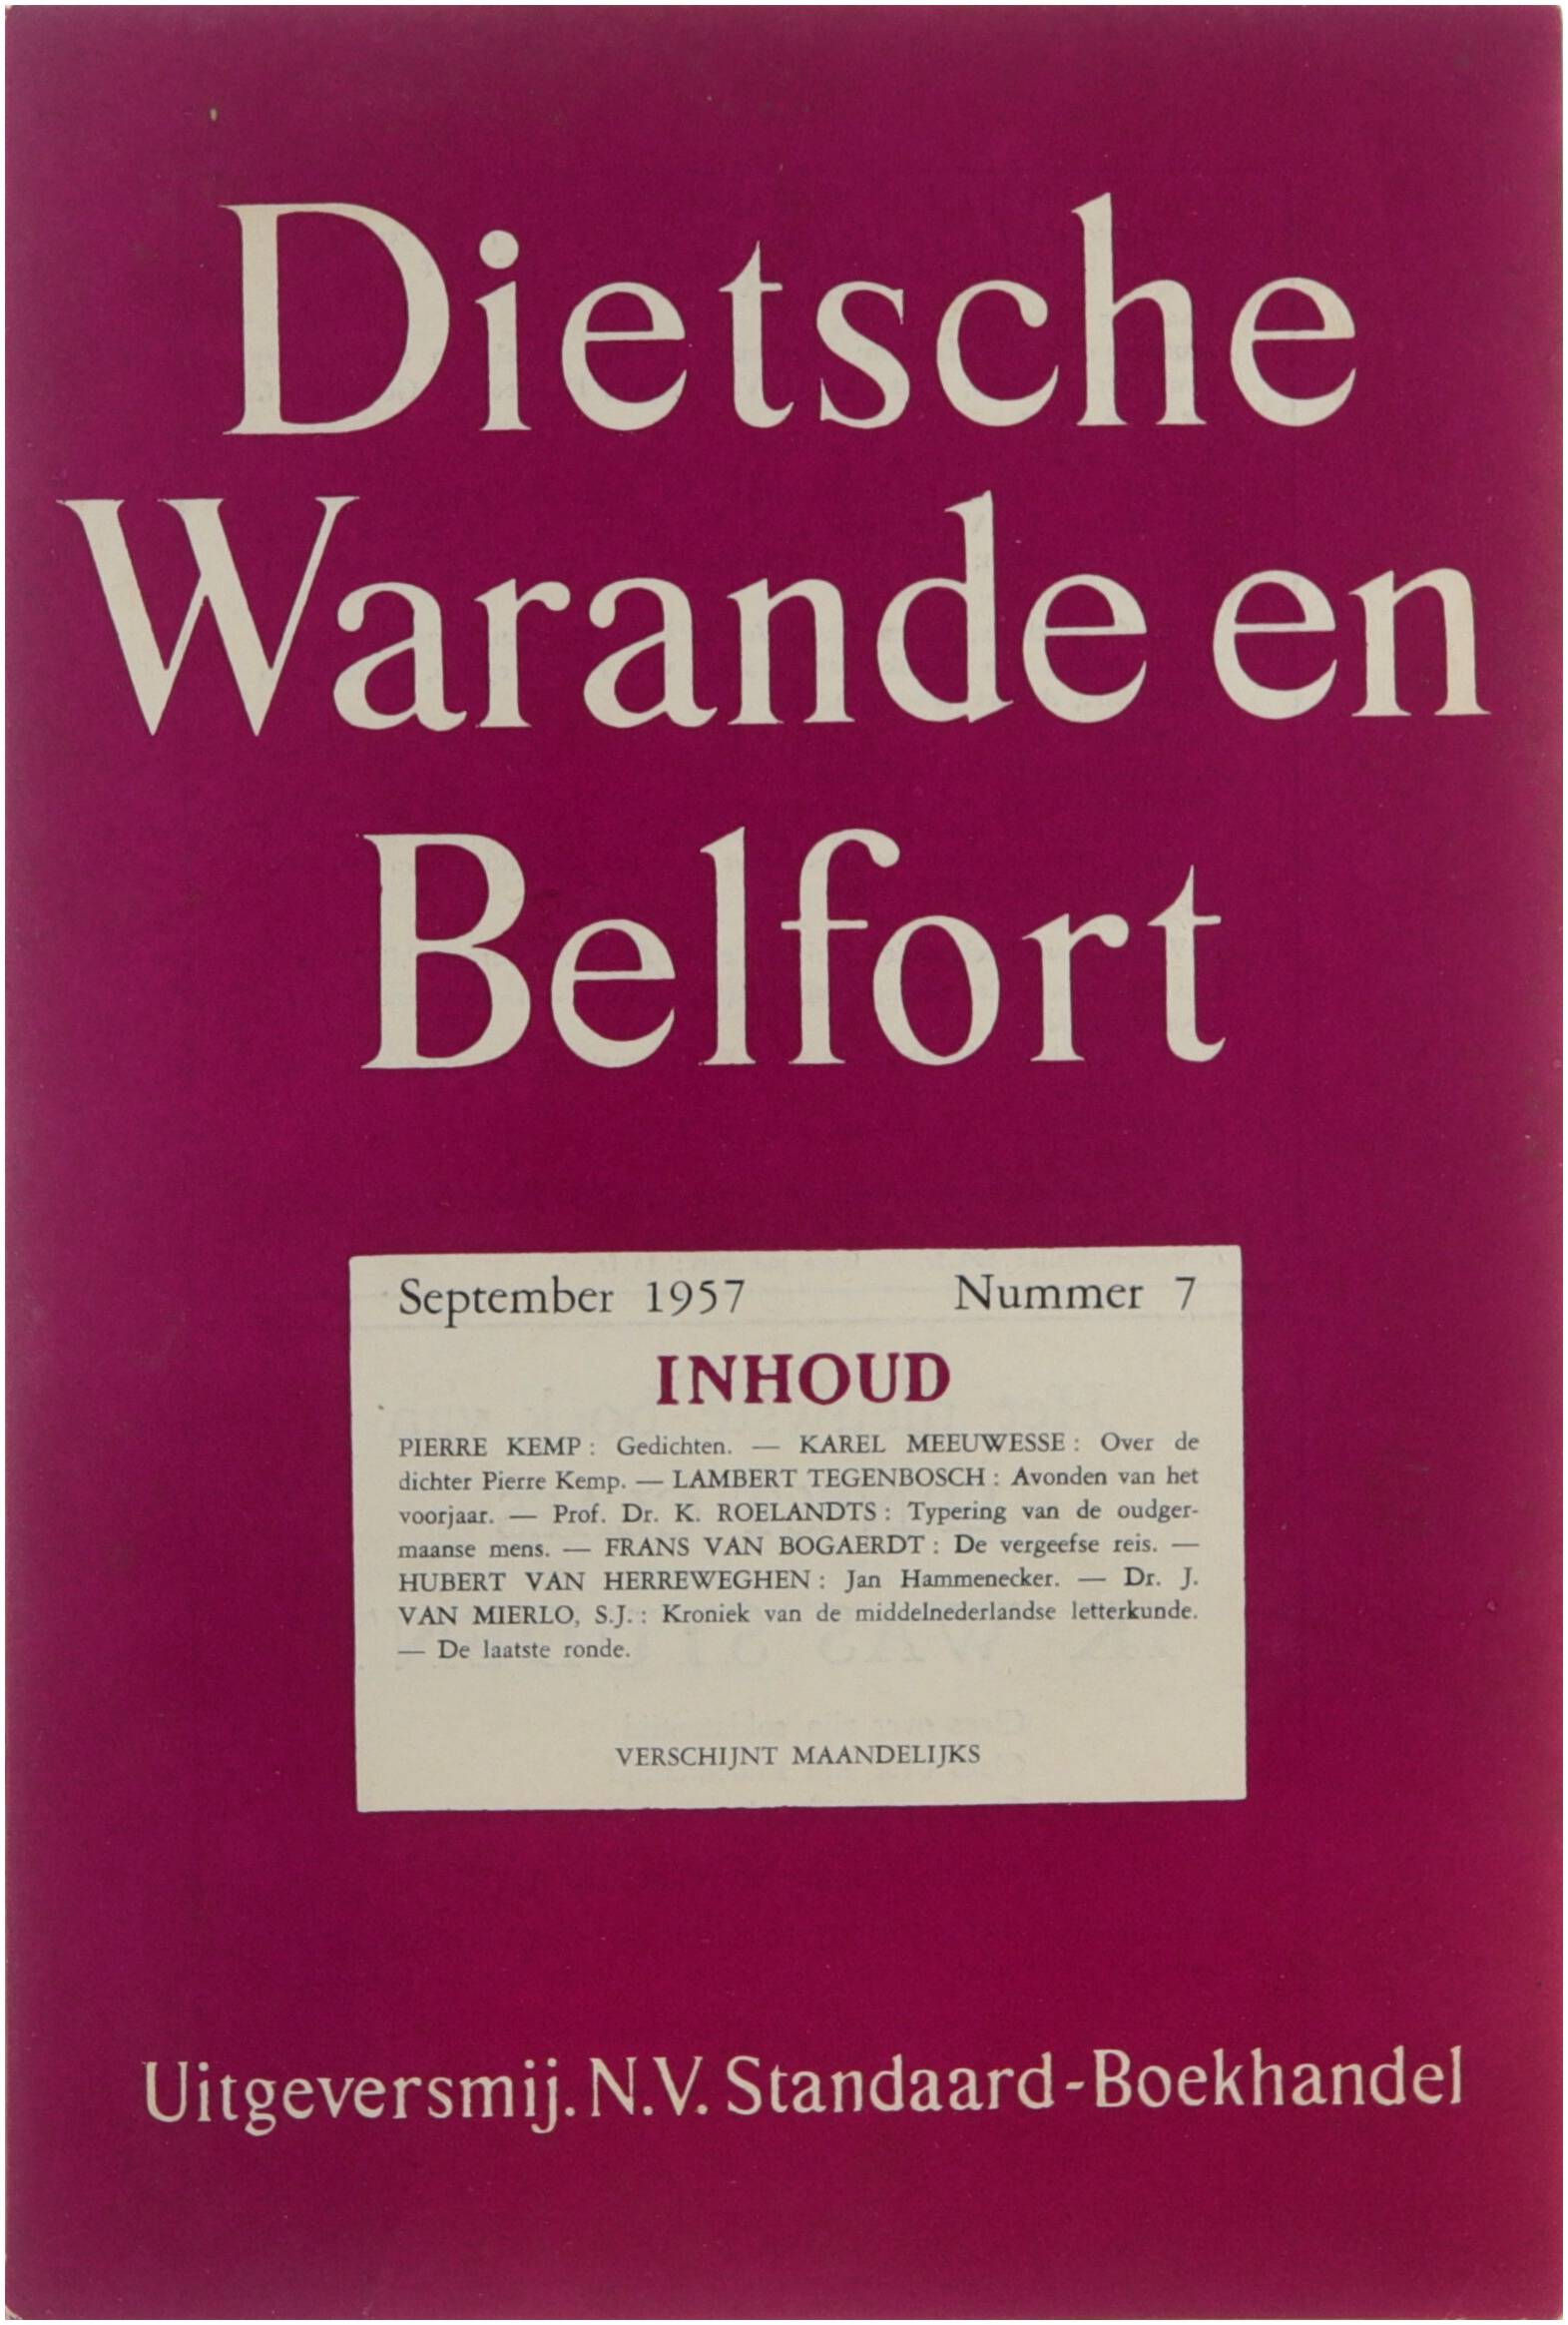 Dietsche
Warande en
Belfort
September 1957 Nummer 7
INHOUD
PIERRE KEMP : Gedichten. — KAREL MEEUWESSE : Over de
dichter Pierre Kemp. — LAMBERT TEGENBOSCH : Avonden van het
voorjaar. — Prof. Dr. K. ROELANDTS : Typering van de oudger-
maanse mens. — FRANS VAN BOGAERDT : De vergeefse reis. —
HUBERT VAN HERREWEGHEN : Jan Hammenecker. — Dr. J.
VAN MIERLO, S.J. : Kroniek van de middelnederlandse letterkunde.
— De laatste ronde.
VERSCHIJNT MAANDELIJKS
Uitgeversmij. N.V. Standaard-Boekhandel